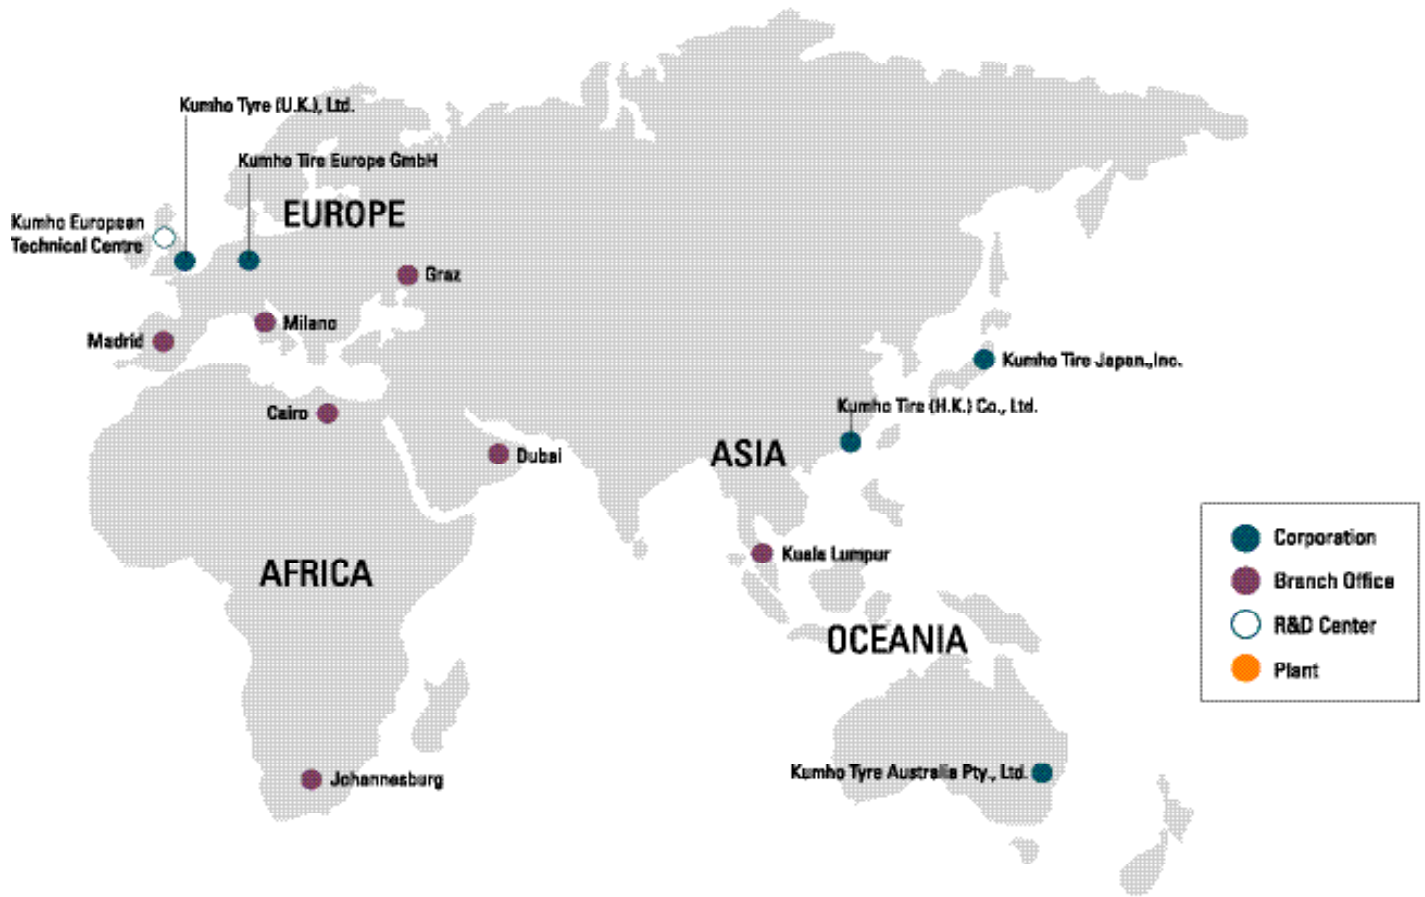 Kumho Tyre (U.K.), Ltd.
Kumho Tire Europe GmbH
EUROPE
Kumho European
Technical Centre
Graz
Milano
Madrid
Kumho Tire Japan.,Inc.
Cairo
Kumho Tire (H.K.) Co., Ltd.
ASIA
Dubai
Kuala Lumpur
AFRICA
OCEANIA
Kumho Tyre Australia Pty., Ltd.
Johannesburg
Corporation
Branch Office
R&D Center
Plant